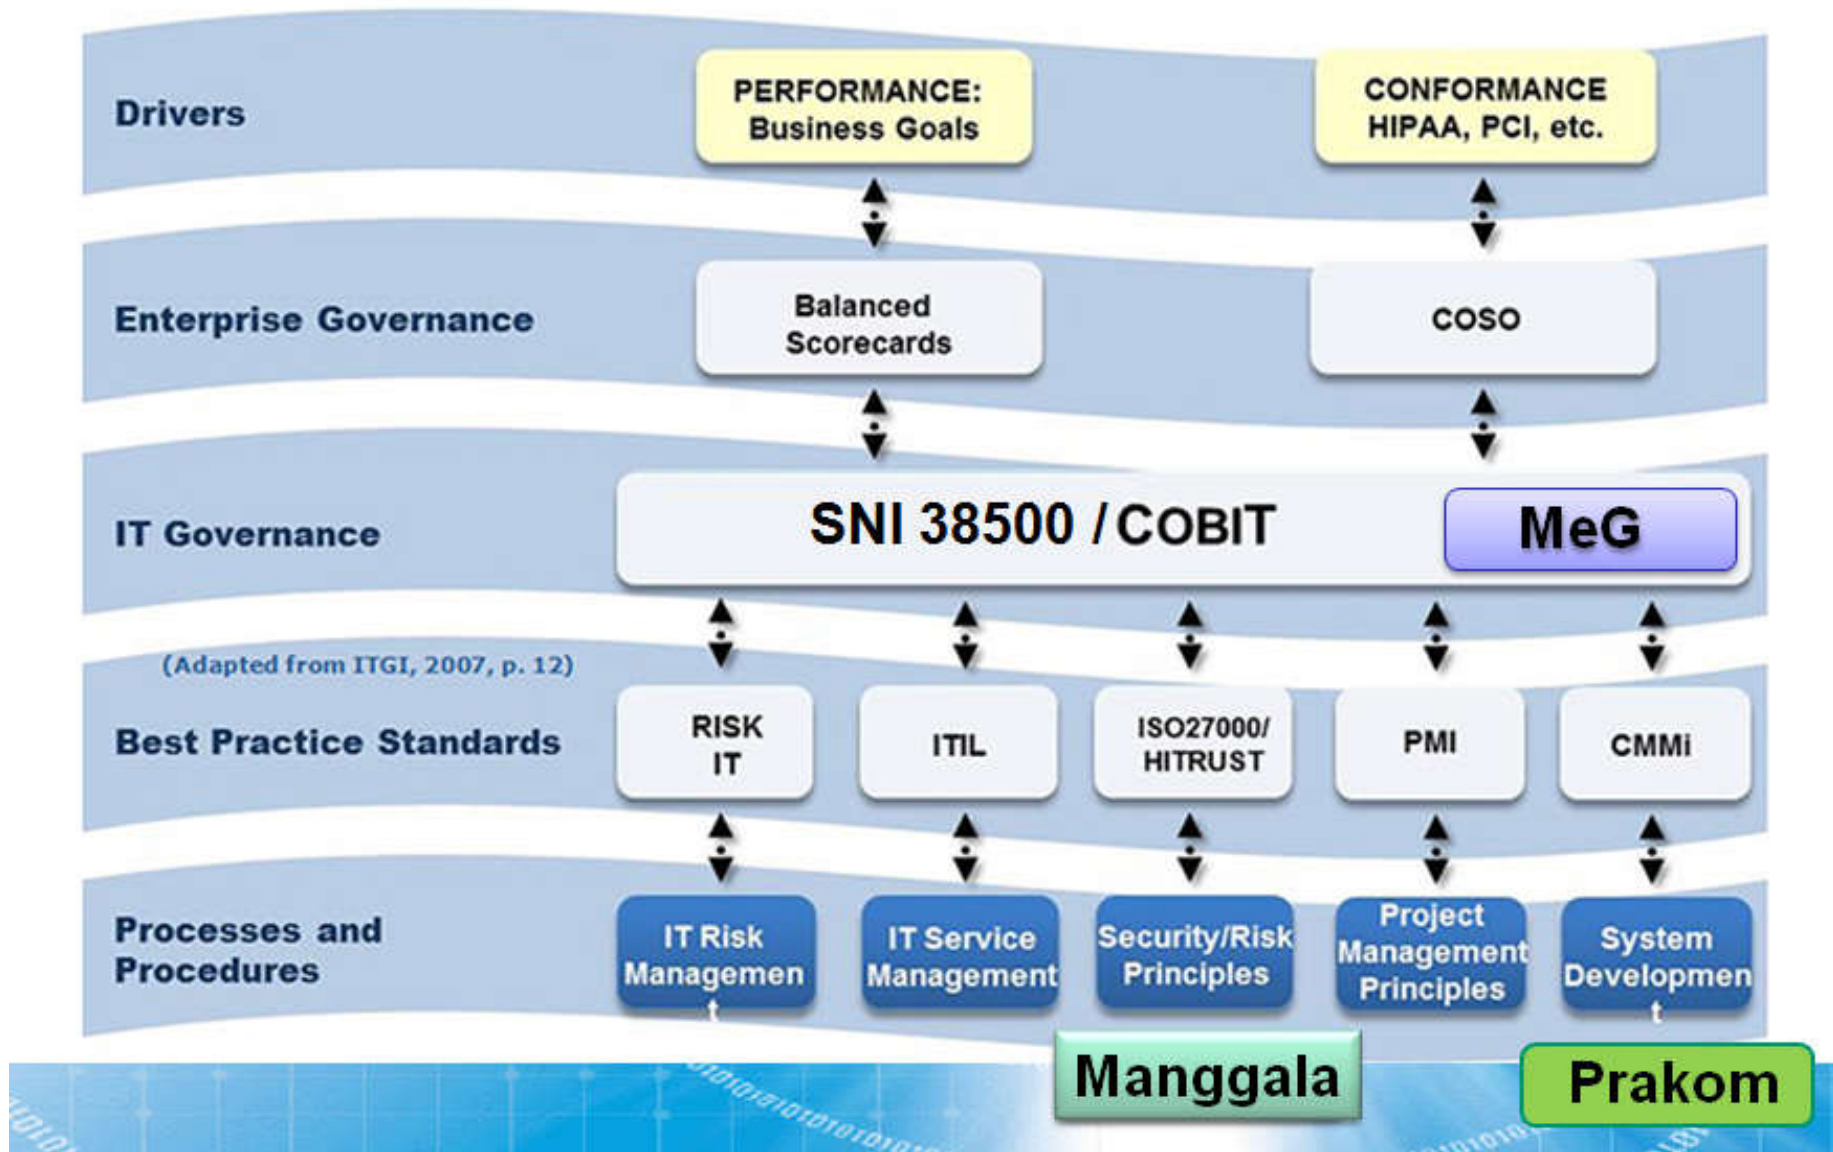 Drivers
PERFORMANCE:
Business Goals
CONFORMANCE
HIPAA, PCI, etc.
Enterprise Governance
Balanced
Scorecards
COSO
IT Governance
SNI 38500 / COBIT
MeG
(Adapted from ITGI, 2007, p. 12)
Best Practice Standards
RISK
IT
ITIL
ISO27000/
HITRUST
PMI
CMMi
Processes and
Procedures
IT Risk
Managemen
t
IT Service
Management
Security/Risk
Principles
Project
Management
Principles
System
Developmen
t
Manggala
Prakom